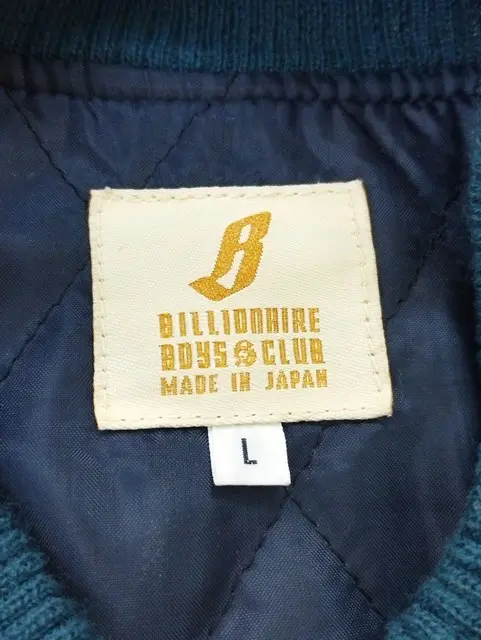 B
BILLIONAIRE
BOYS CLUB
MADE IN JAPAN
L